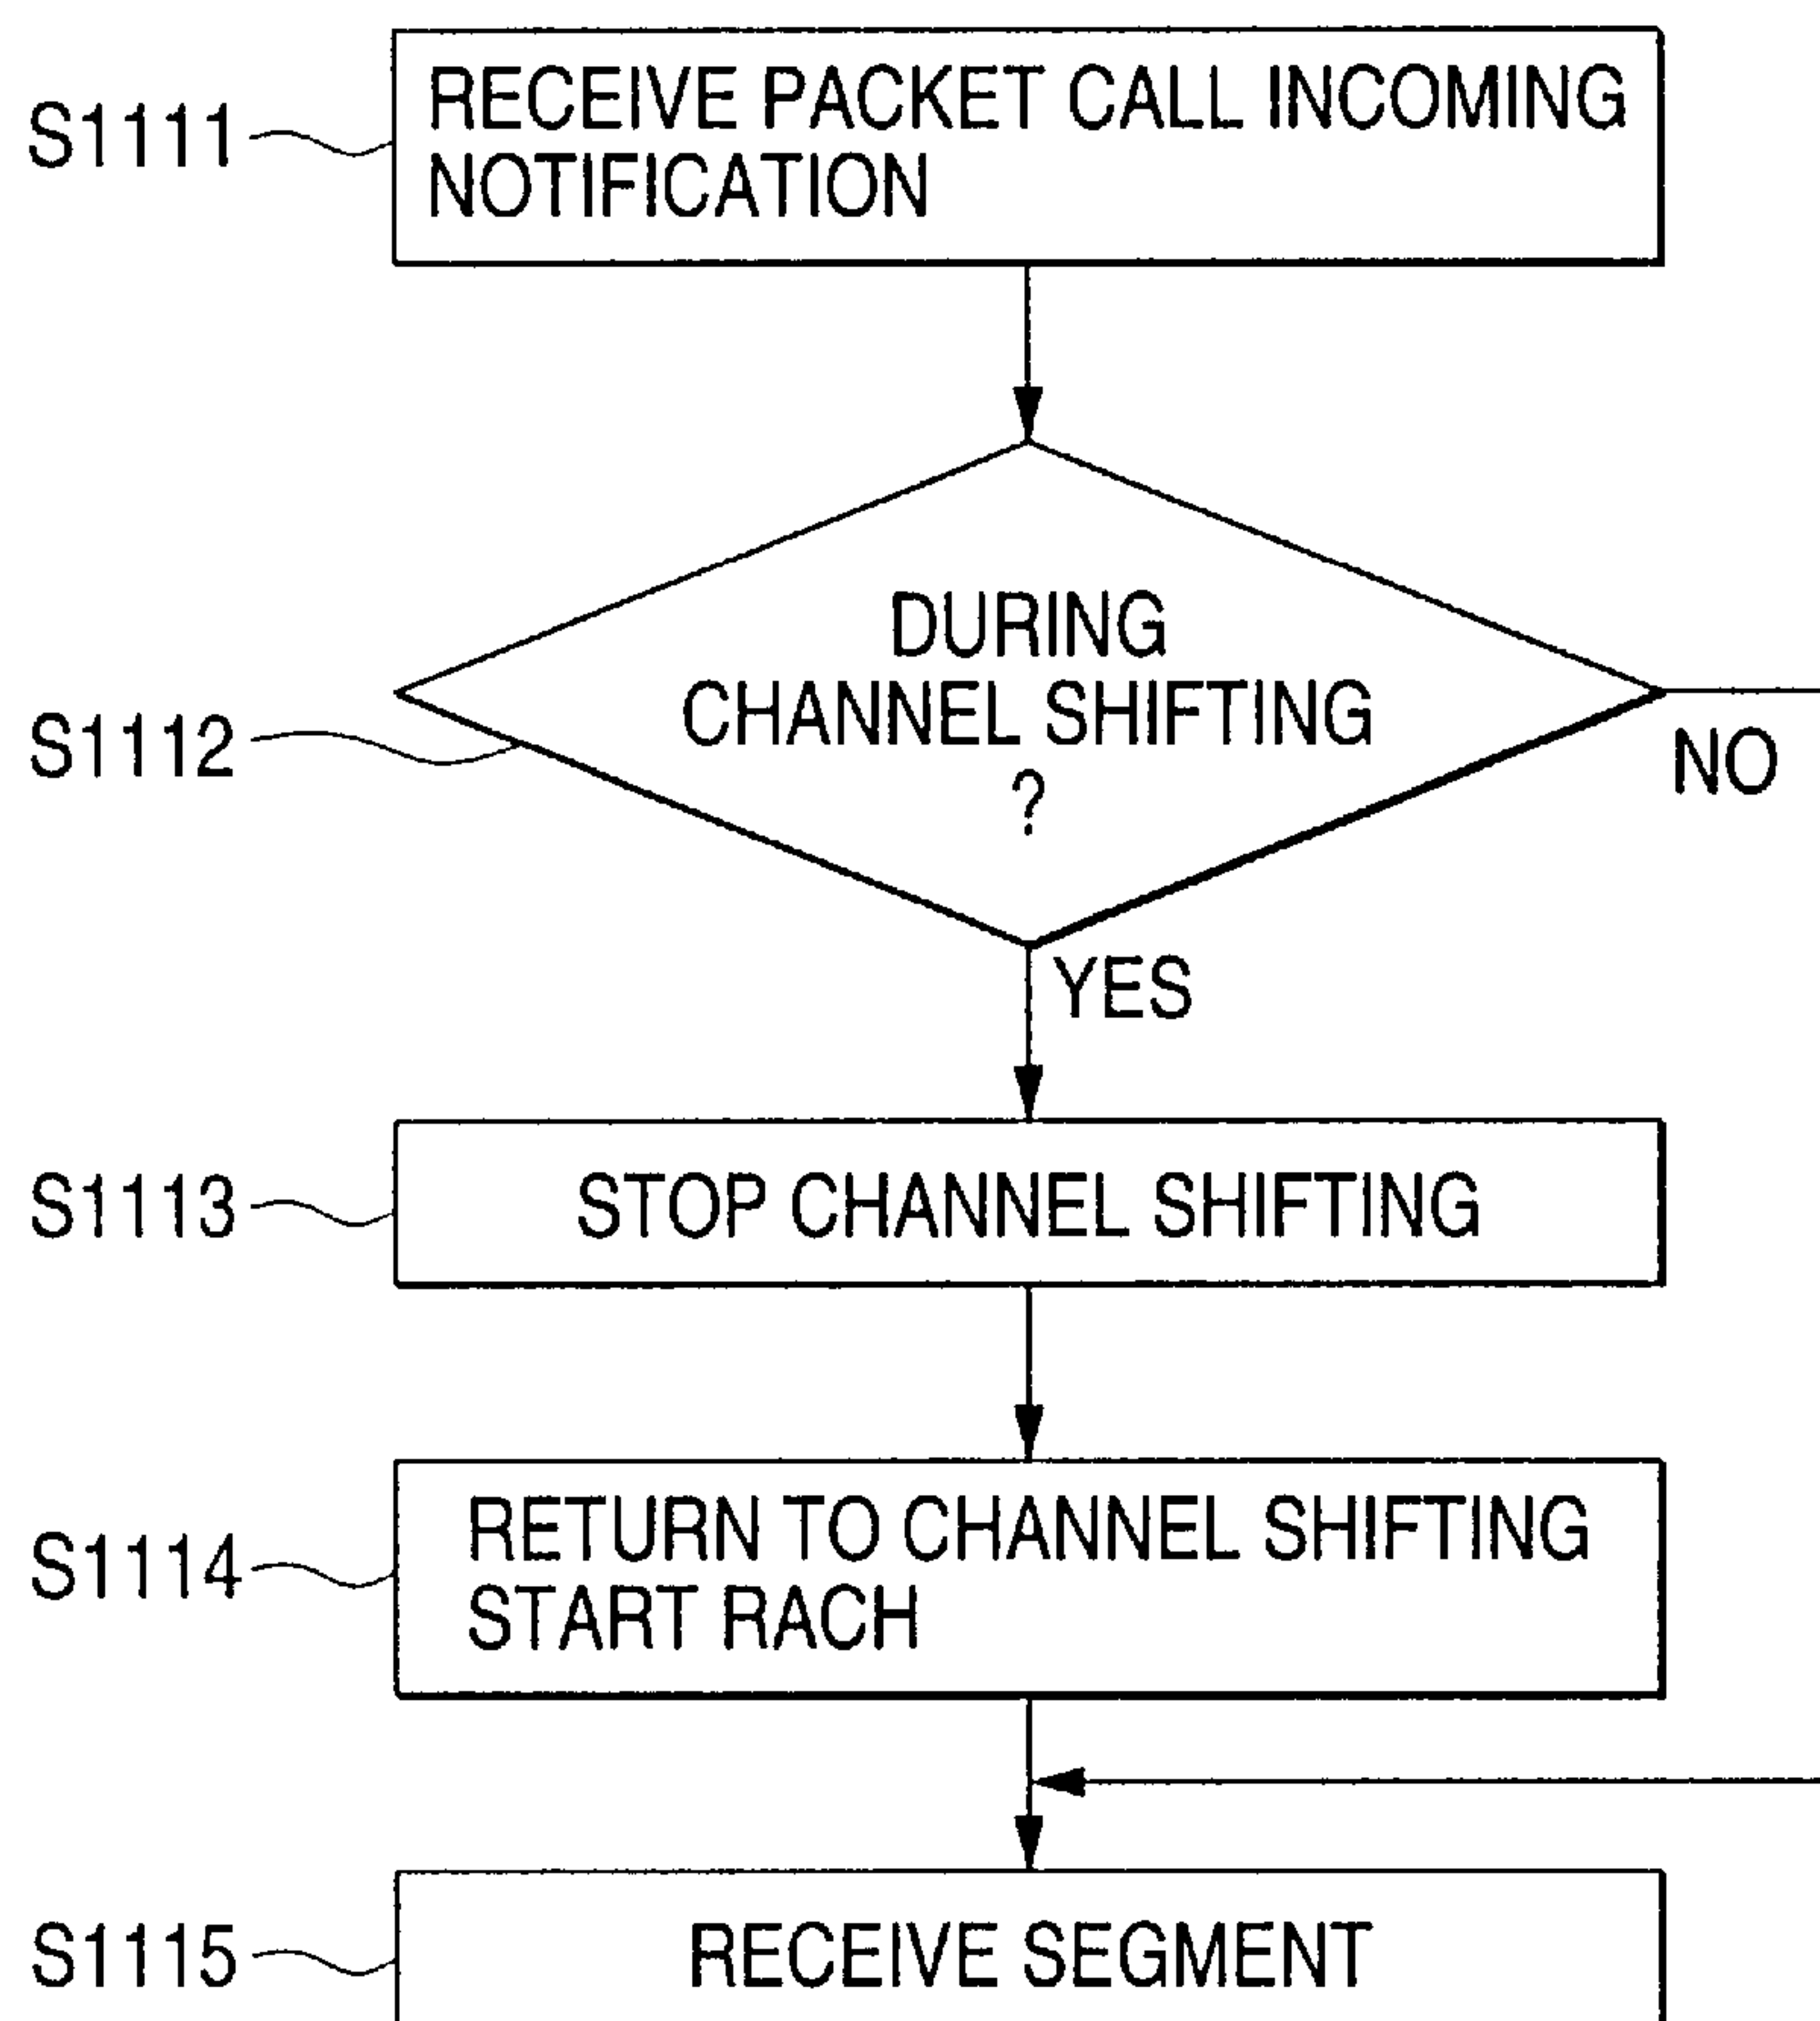 S1111
RECEIVE PACKET CALL INCOMING
NOTIFICATION
DURING
CHANNEL SHIFTING
?
S1112
NO
YES
S1113
STOP CHANNEL SHIFTING
S1114
RETURN TO CHANNEL SHIFTING
START RACH
S1115
RECEIVE SEGMENT